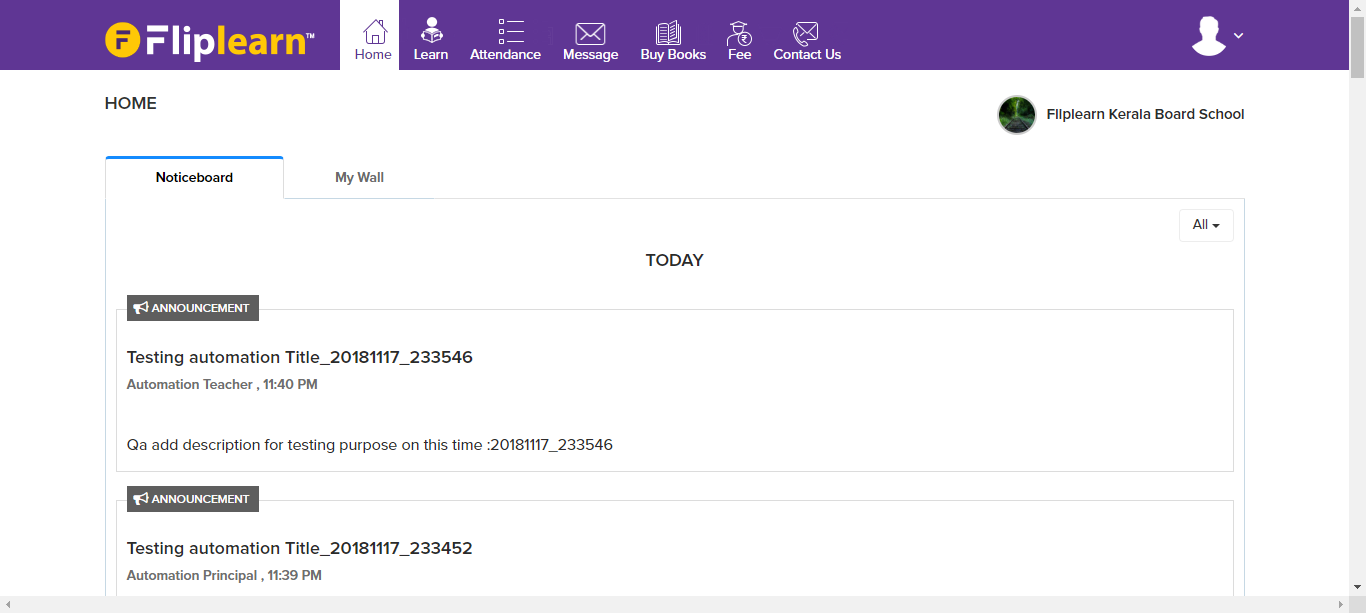 Fliplearn™
Home Learn Attendance Message Buy Books Fee Contact Us
HOME
Fliplearn Kerala Board School
Noticeboard My Wall
All
TODAY
ANNOUNCEMENT
Testing automation Title_20181117_233546
Automation Teacher , 11:40 PM
Qa add description for testing purpose on this time :20181117_233546
ANNOUNCEMENT
Testing automation Title_20181117_233452
Automation Principal , 11:39 PM